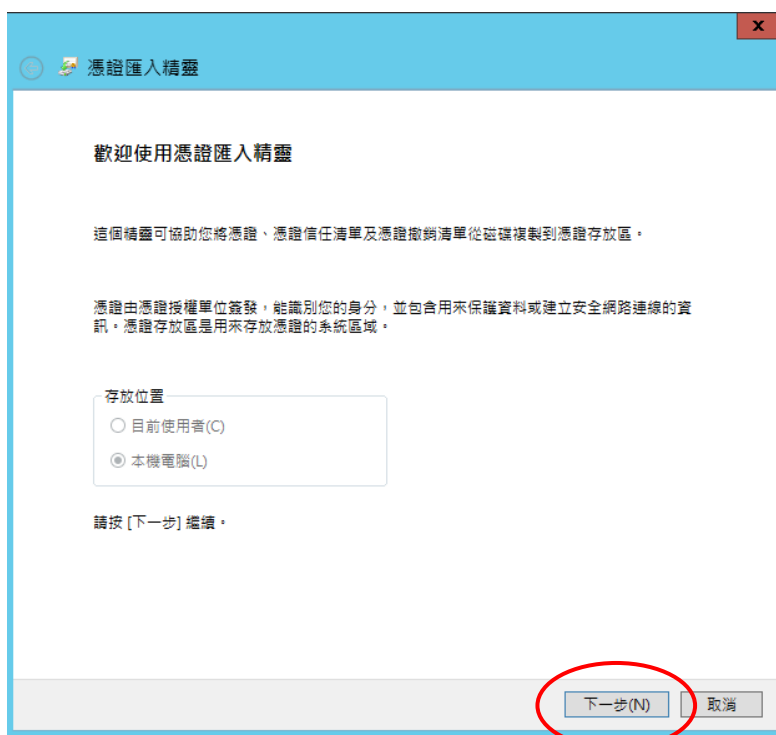 x
憑證匯入精靈
歡迎使用憑證匯入精靈
這個精靈可協助您將憑證、憑證信任清單及憑證撤銷清單從磁碟複製到憑證存放區。
憑證由憑證授權單位簽發，能識別您的身分，並包含用來保護資料或建立安全網路連線的資
訊。憑證存放區是用來存放憑證的系統區域。
存放位置
目前使用者(C)
本機電腦(L)
請按 [下一步] 繼續。
下一步(N) 取消